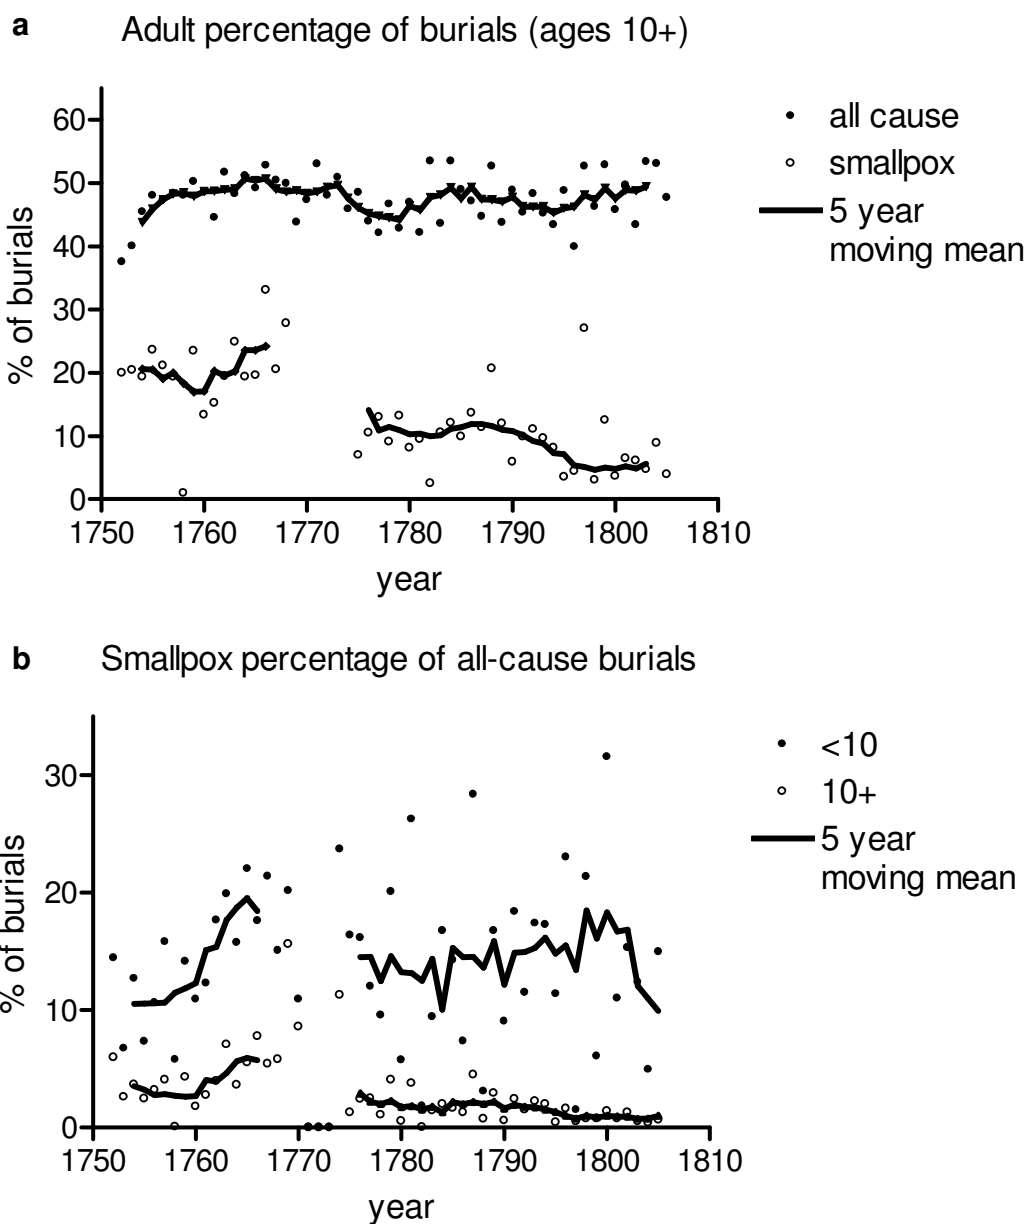 a Adult percentage of burials (ages 10+)
% of burials
60
50
40
30
20
10
0
1750 1760 1770 1780 1790 1800 1810
year
all cause
smallpox
5 year
moving mean
b Smallpox percentage of all-cause burials
% of burials
30
20
10
0
1750 1760 1770 1780 1790 1800 1810
year
<10
10+
5 year
moving mean